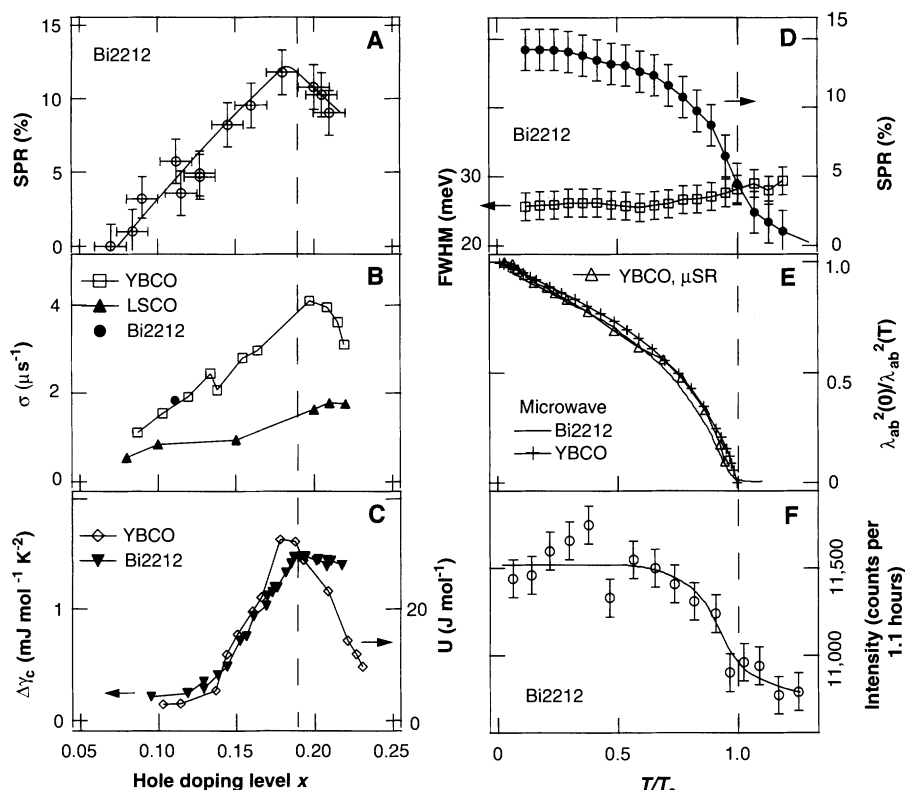 A
Bi2212
SPR (%)
15
10
5
0
B
YBCO
LSCO
Bi2212
σ (μs⁻¹)
4
2
0
C
YBCO
Bi2212
Δγc (mJ mol⁻¹ K⁻²)
1
0
20
0
U (J mol⁻¹)
0.05
0.10
0.15
0.20
0.25
Hole doping level x
D
Bi2212
FWHM (meV)
30
20
15
10
5
0
SPR (%)
E
YBCO, μSR
Microwave
Bi2212
YBCO
1.0
0.5
0
λab²(0)/λab²(T)
F
Bi2212
11,500
11,000
Intensity (counts per
1.1 hours)
0
0.5
1.0
T/Tc